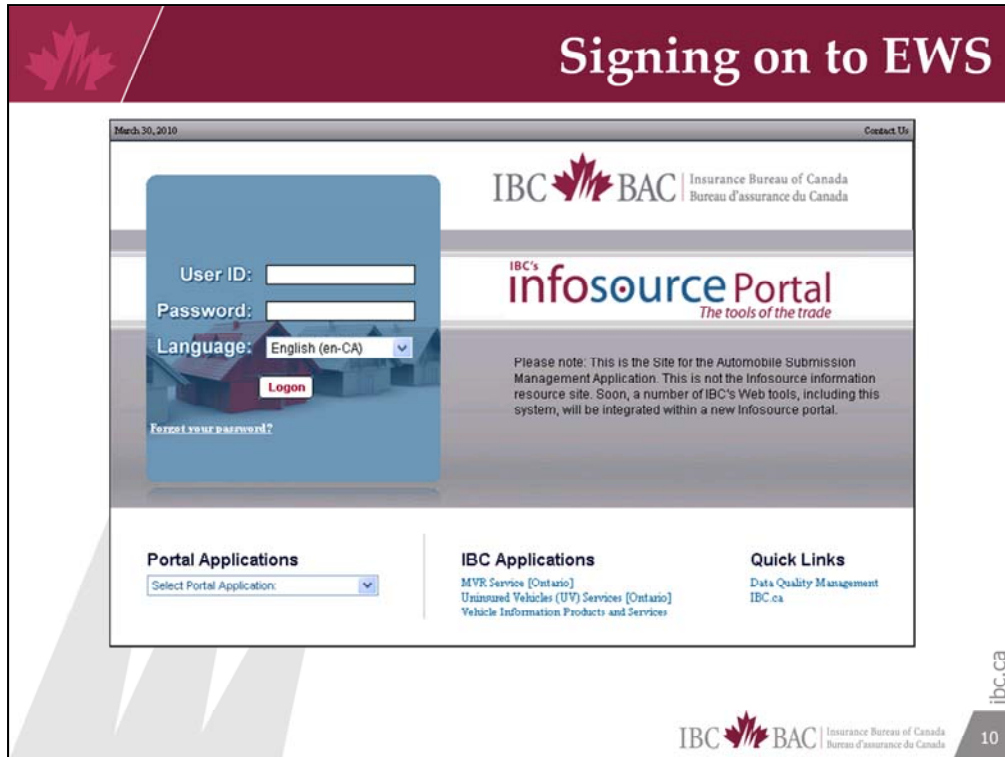 Signing on to EWS
March 30, 2010
Contact Us
IBC BAC
Insurance Bureau of Canada
Bureau d'assurance du Canada
User ID:
Password:
Language: English (en-CA)
Logon
Forgot your password?
IBC's
infosource Portal
The tools of the trade
Please note: This is the Site for the Automobile Submission
Management Application. This is not the Infosource information
resource site. Soon, a number of IBC's Web tools, including this
system, will be integrated within a new Infosource portal.
Portal Applications
Select Portal Application:
IBC Applications
MVR Service [Ontario]
Uninsured Vehicles (UV) Services [Ontario]
Vehicle Information Products and Services
Quick Links
Data Quality Management
IBC.ca
ibc.ca
IBC BAC
Insurance Bureau of Canada
Bureau d'assurance du Canada
10